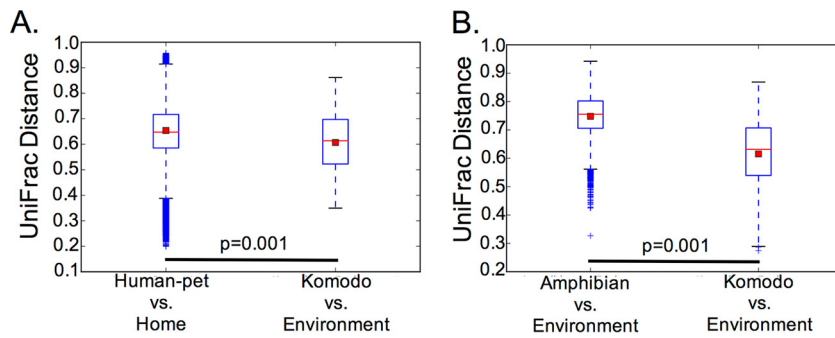 A.
UniFrac Distance
1.0
0.9
0.8
0.7
0.6
0.5
0.4
0.3
0.2
0.1
p=0.001
Human-pet
vs.
Home
Komodo
vs.
Environment
B.
UniFrac Distance
1.0
0.9
0.8
0.7
0.6
0.5
0.4
0.3
0.2
p=0.001
Amphibian
vs.
Environment
Komodo
vs.
Environment